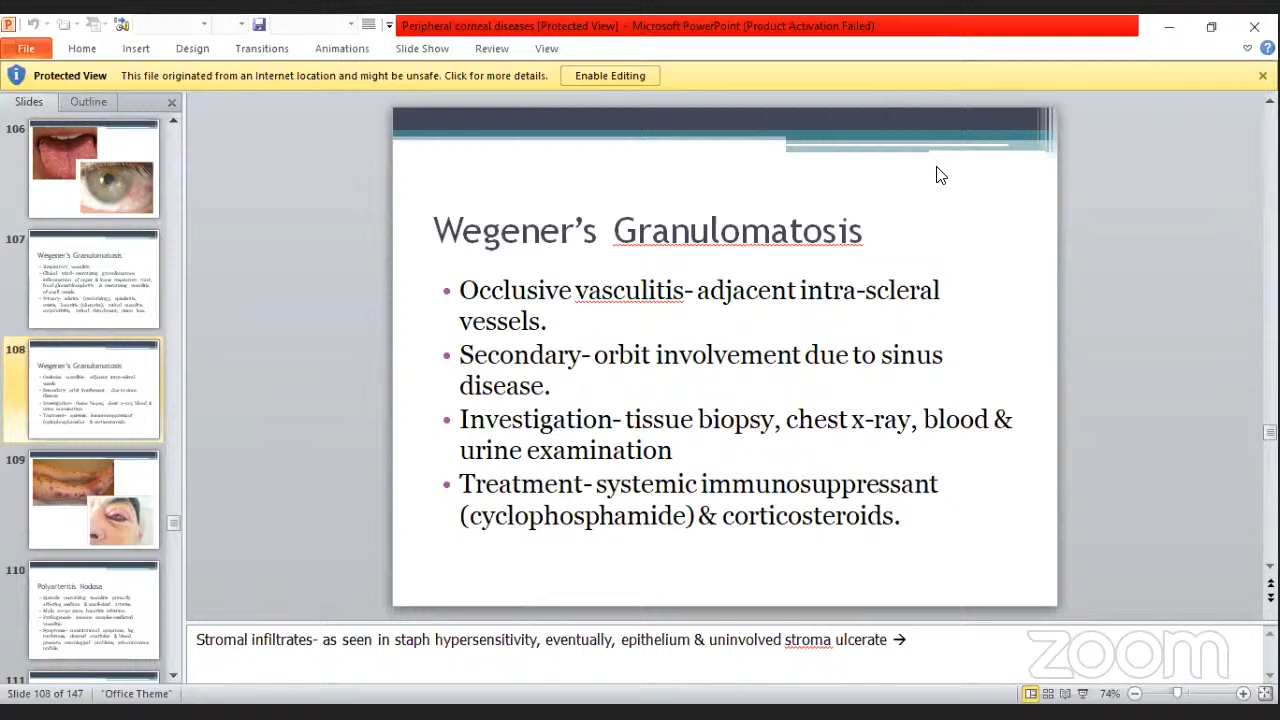 Peripheral corneal diseases [Protected View] - Microsoft PowerPoint (Product Activation Failed)
File Home Insert Design Transitions Animations Slide Show Review View
Protected View This file originated from an Internet location and might be unsafe. Click for more details. Enable Editing
Slides Outline
106
107
Wegener's Granulomatosis
108
Wegener's Granulomatosis
109
110
Polyarteritis Nodosa
111
Wegener’s Granulomatosis
• Occlusive vasculitis- adjacent intra-scleral
vessels.
• Secondary- orbit involvement due to sinus
disease.
• Investigation- tissue biopsy, chest x-ray, blood &
urine examination
• Treatment- systemic immunosuppressant
(cyclophosphamide) & corticosteroids.
Stromal infiltrates- as seen in staph hypersensitivity, eventually, epithelium & uninvolved stroma ulcerate →
zoom
Slide 108 of 147 "Office Theme" 74%